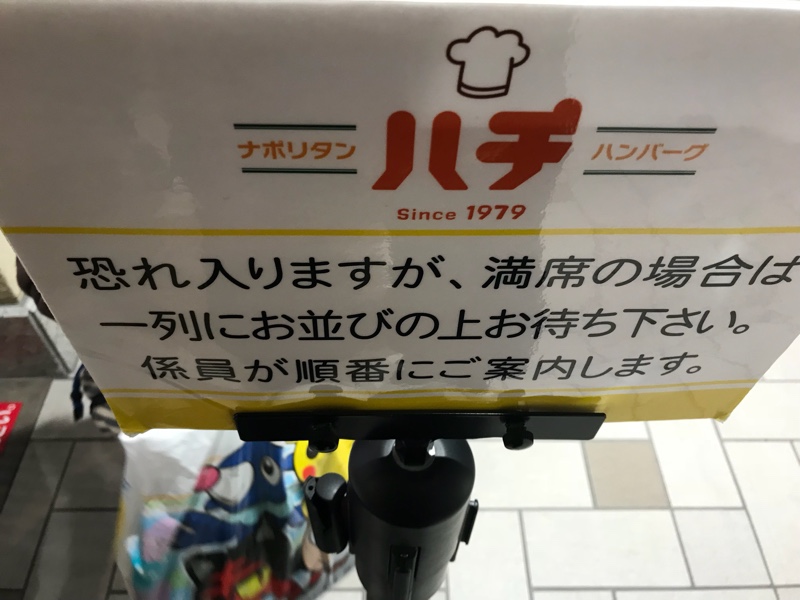 ナポリタン ハチ ハンバーグ
Since 1979
恐れ入りますが、満席の場合は
一列にお並びの上お待ち下さい。
係員が順番にご案内します。
い。